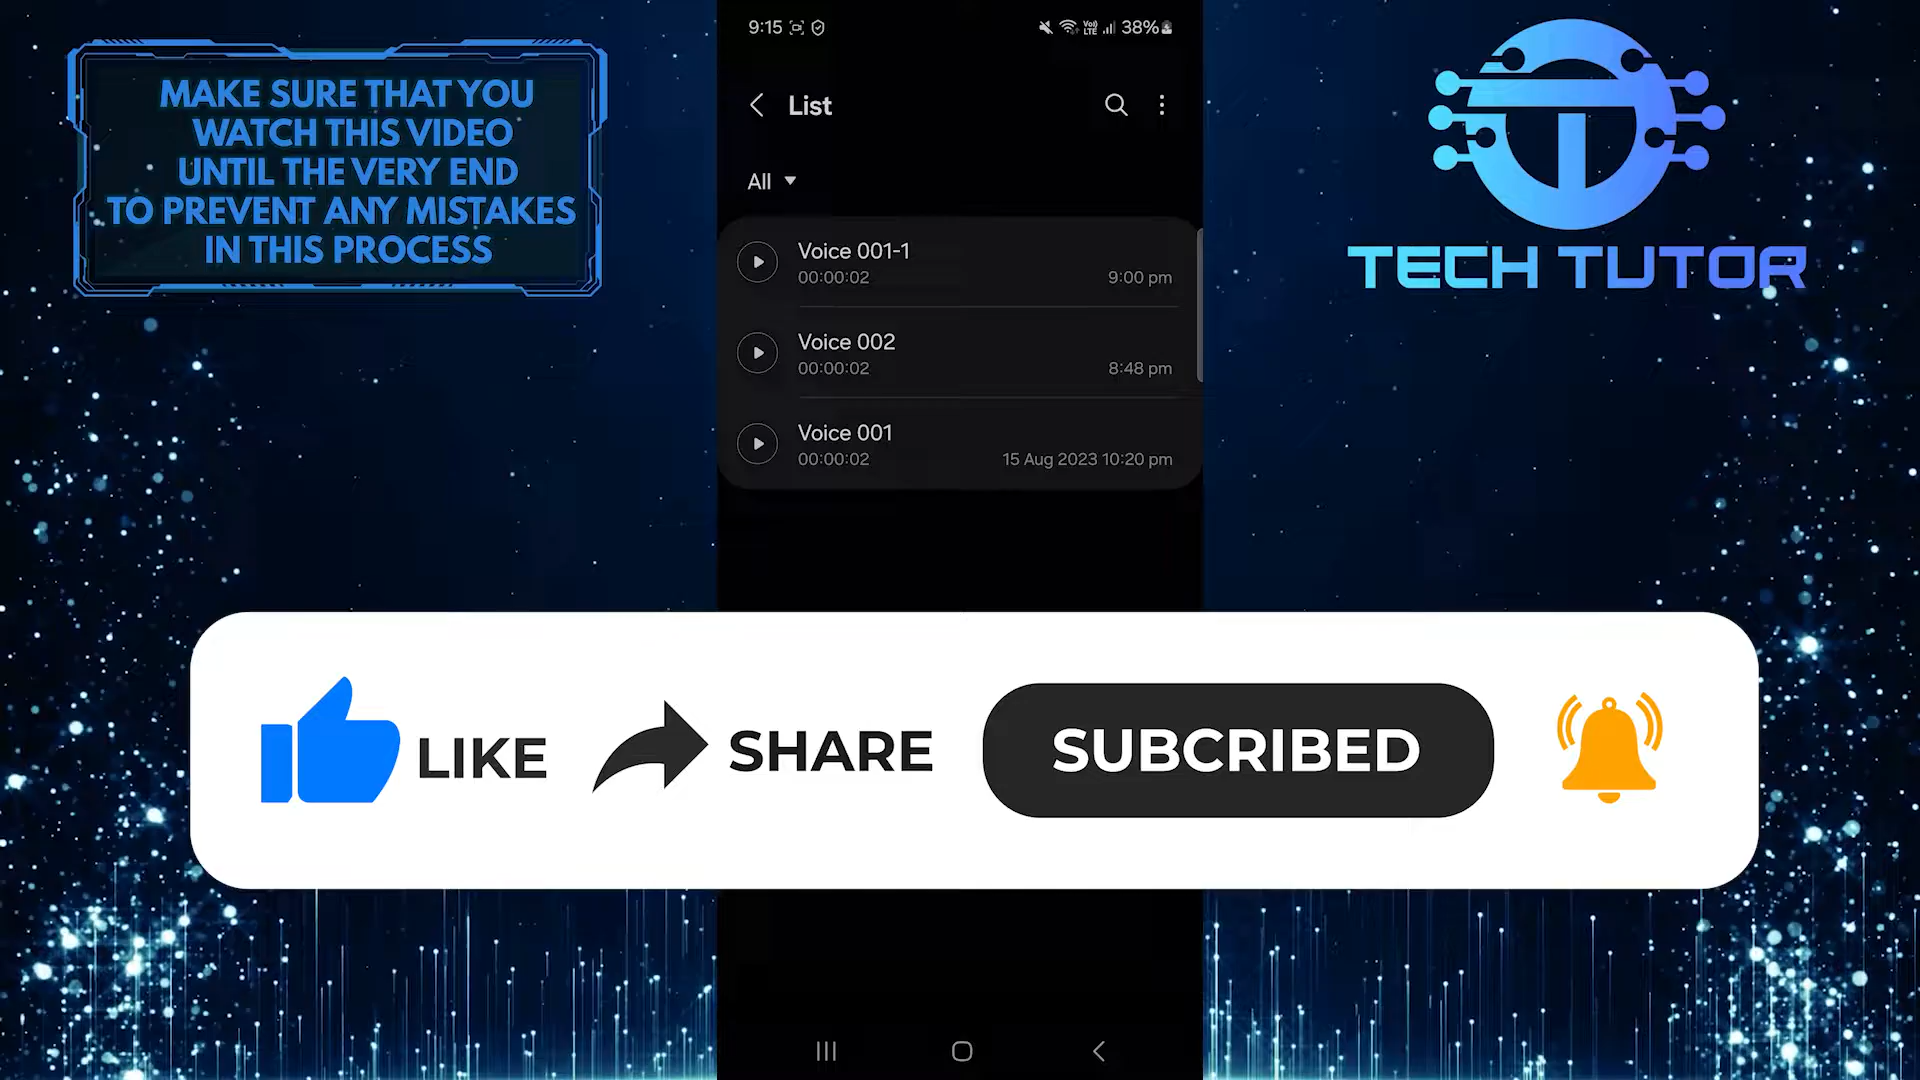 MAKE SURE THAT YOU
WATCH THIS VIDEO
UNTIL THE VERY END
TO PREVENT ANY MISTAKES
IN THIS PROCESS
9:15
Vo)) LTE
38%
List
All
Voice 001-1
00:00:02
9:00 pm
Voice 002
00:00:02
8:48 pm
Voice 001
00:00:02
15 Aug 2023 10:20 pm
TECH TUTOR
LIKE
SHARE
SUBCRIBED